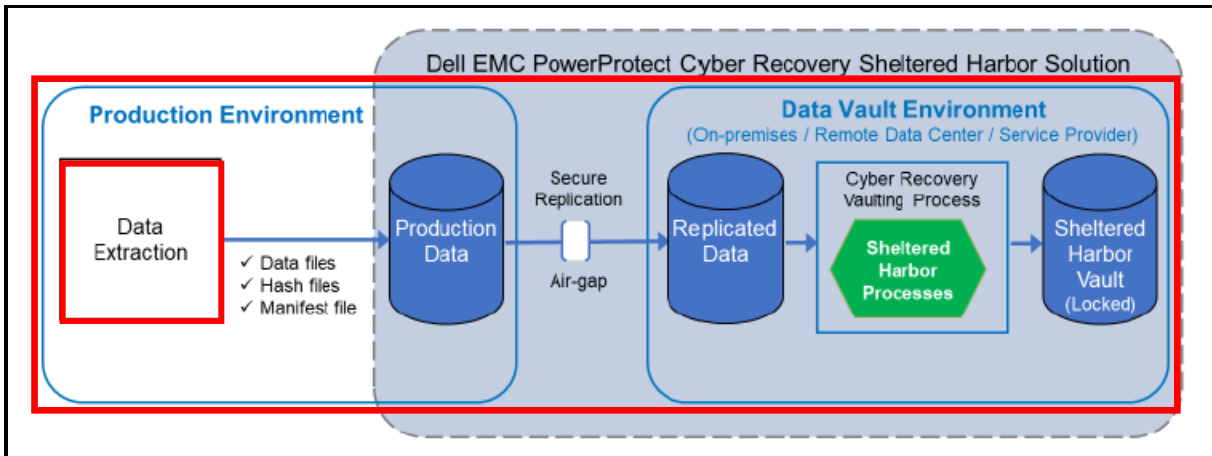 Dell EMC PowerProtect Cyber Recovery Sheltered Harbor Solution
Production Environment
Data
Extraction
✓ Data files
✓ Hash files
✓ Manifest file
Production
Data
Secure
Replication
Air-gap
Data Vault Environment
(On-premises / Remote Data Center / Service Provider)
Replicated
Data
Cyber Recovery
Vaulting Process
Sheltered
Harbor
Processes
Sheltered
Harbor
Vault
(Locked)